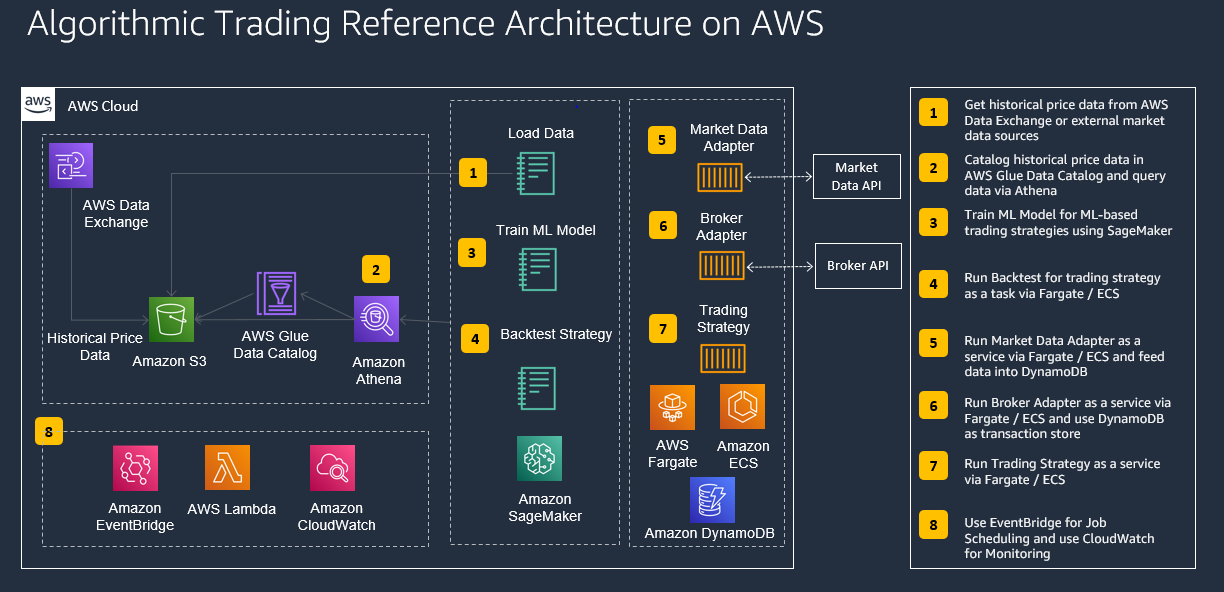 Algorithmic Trading Reference Architecture on AWS
aws
AWS Cloud
AWS Data
Exchange
Historical Price
Data
Amazon S3
AWS Glue
Data Catalog
2
Amazon
Athena
8
Amazon
EventBridge
AWS Lambda
Amazon
CloudWatch
Load Data
1
Train ML Model
3
4
Backtest Strategy
Amazon
SageMaker
5
Market Data
Adapter
6
Broker
Adapter
7
Trading
Strategy
AWS
Fargate
Amazon
ECS
Amazon DynamoDB
Market
Data API
Broker API
1
Get historical price data from AWS
Data Exchange or external market
data sources
2
Catalog historical price data in
AWS Glue Data Catalog and query
data via Athena
3
Train ML Model for ML-based
trading strategies using SageMaker
4
Run Backtest for trading strategy
as a task via Fargate / ECS
5
Run Market Data Adapter as a
service via Fargate / ECS and feed
data into DynamoDB
6
Run Broker Adapter as a service via
Fargate / ECS and use DynamoDB
as transaction store
7
Run Trading Strategy as a service
via Fargate / ECS
8
Use EventBridge for Job
Scheduling and use CloudWatch
for Monitoring